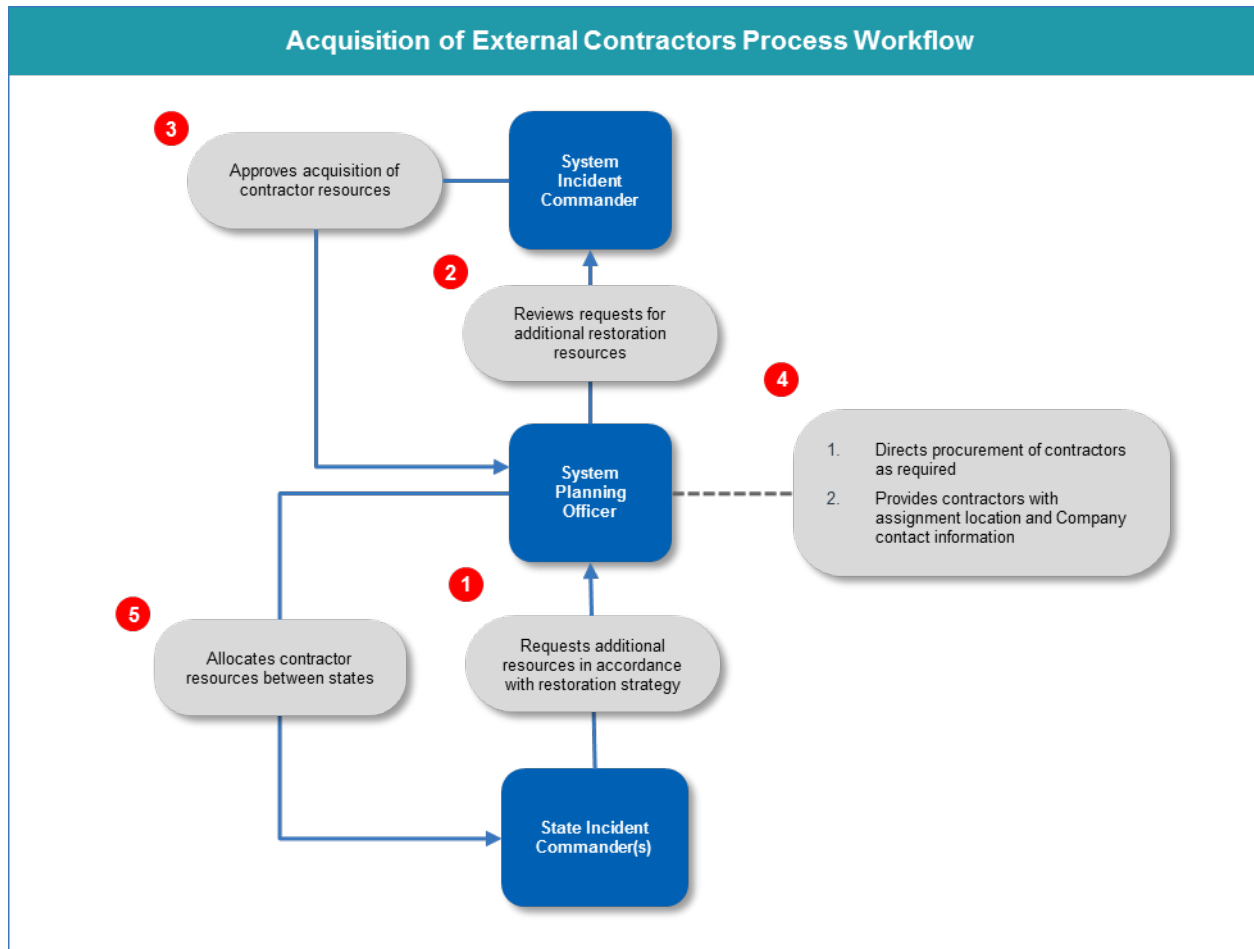 Acquisition of External Contractors Process Workflow
3
Approves acquisition of
contractor resources
System
Incident
Commander
2
Reviews requests for
additional restoration
resources
4
1. Directs procurement of contractors
as required
2. Provides contractors with
assignment location and Company
contact information
System
Planning
Officer
1
Requests additional
resources in accordance
with restoration strategy
5
Allocates contractor
resources between states
State Incident
Commander(s)